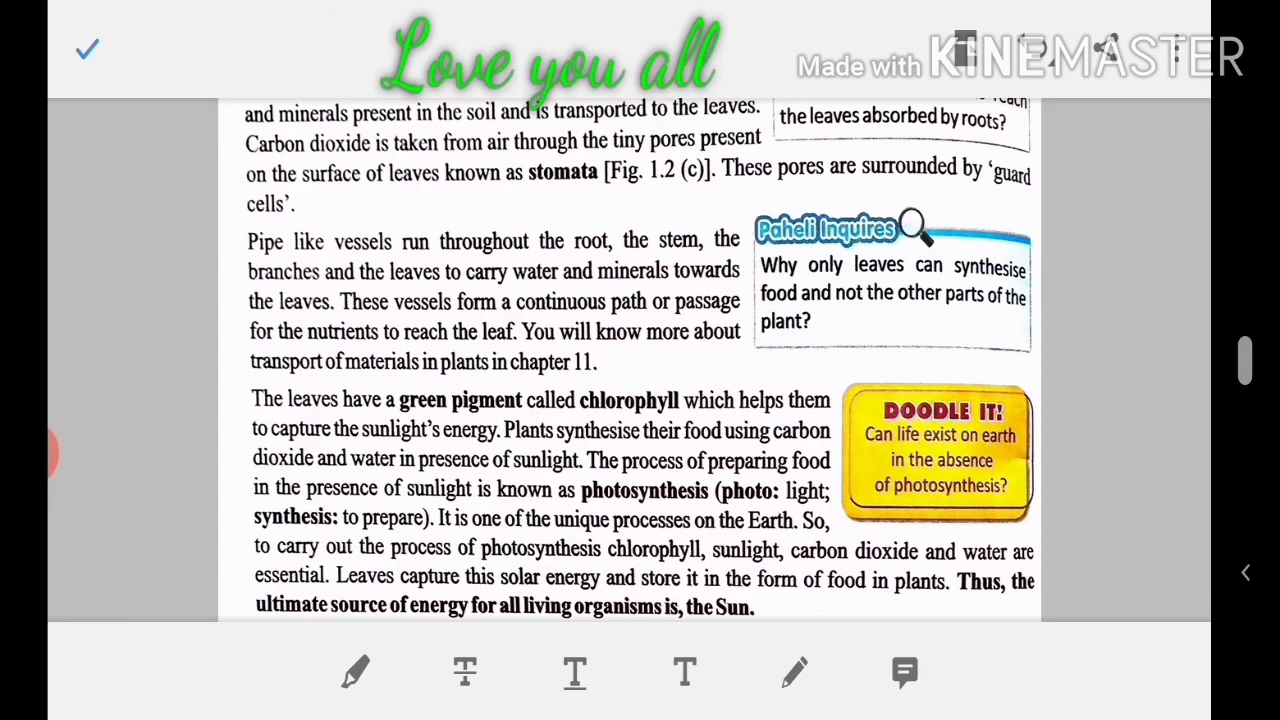 Love you all
Made with KINEMASTER
and minerals present in the soil and is transported to the leaves.
Carbon dioxide is taken from air through the tiny pores present
on the surface of leaves known as stomata [Fig. 1.2 (c)]. These pores are surrounded by ‘guard
cells’.
reach
the leaves absorbed by roots?
Pipe like vessels run throughout the root, the stem, the
branches and the leaves to carry water and minerals towards
the leaves. These vessels form a continuous path or passage
for the nutrients to reach the leaf. You will know more about
transport of materials in plants in chapter 11.
Paheli Inquires
Why only leaves can synthesise
food and not the other parts of the
plant?
The leaves have a green pigment called chlorophyll which helps them
to capture the sunlight’s energy. Plants synthesise their food using carbon
dioxide and water in presence of sunlight. The process of preparing food
in the presence of sunlight is known as photosynthesis (photo: light;
synthesis: to prepare). It is one of the unique processes on the Earth. So,
to carry out the process of photosynthesis chlorophyll, sunlight, carbon dioxide and water are
essential. Leaves capture this solar energy and store it in the form of food in plants. Thus, the
ultimate source of energy for all living organisms is, the Sun.
DOODLE IT!
Can life exist on earth
in the absence
of photosynthesis?
T
T
T